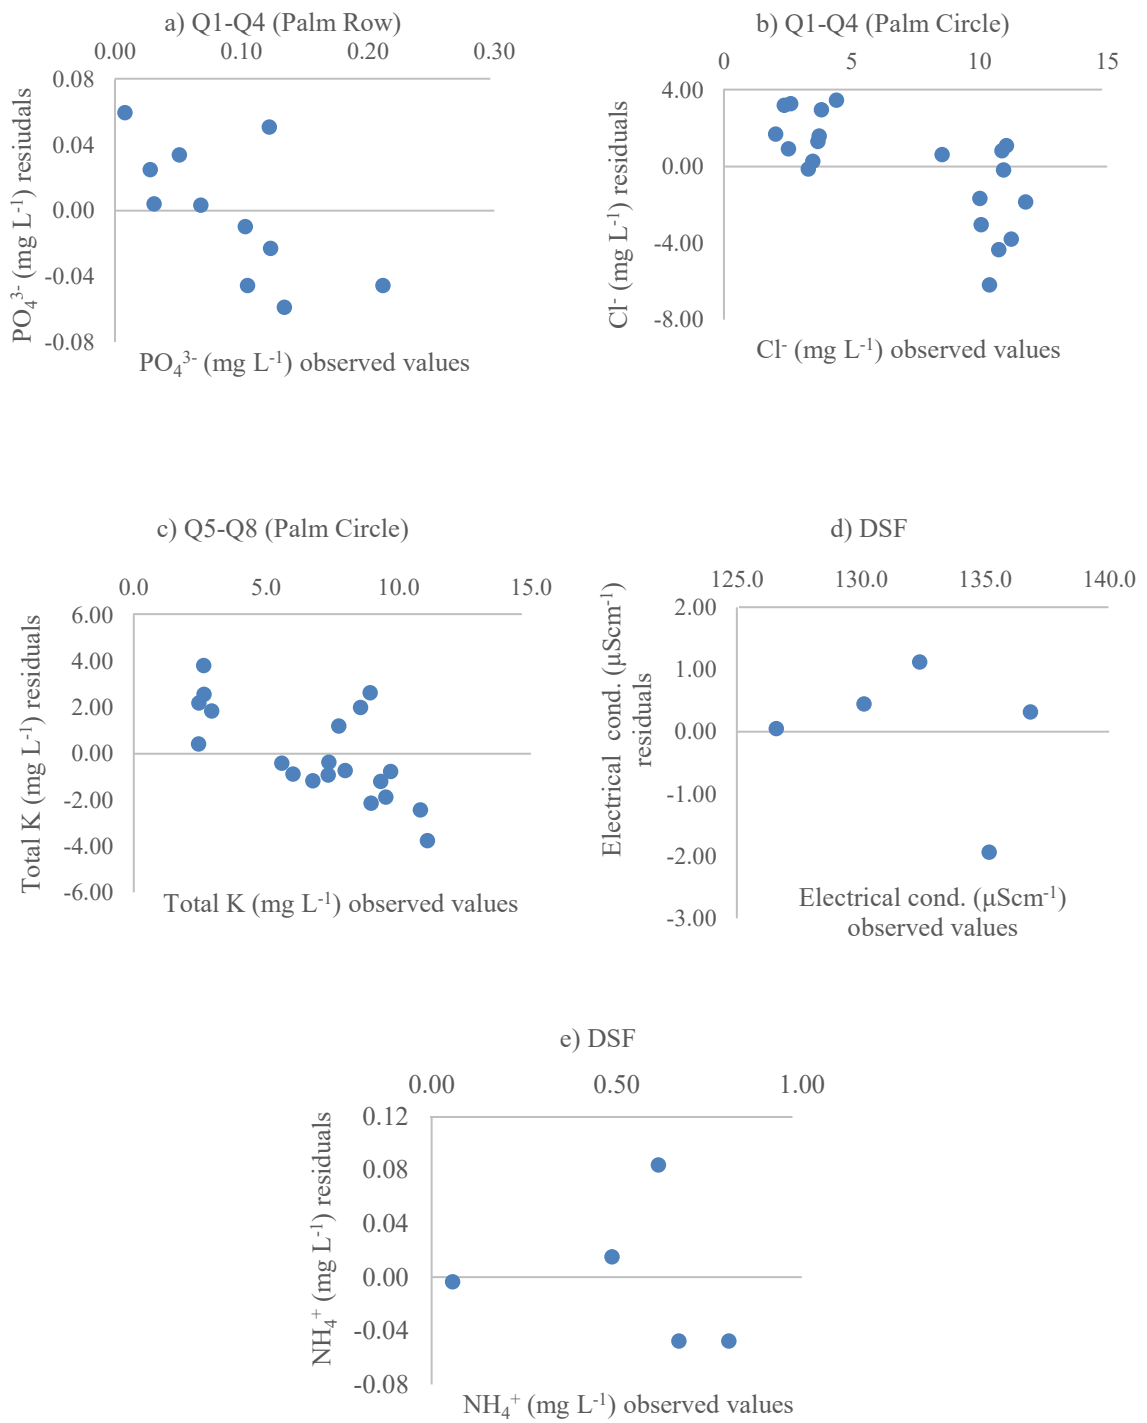 a) Q1-Q4 (Palm Row)
0.00 0.10 0.20 0.30
0.08
0.04
0.00
-0.04
-0.08
PO₄³⁻ (mg L⁻¹) resiudals
PO₄³⁻ (mg L⁻¹) observed values
b) Q1-Q4 (Palm Circle)
0 5 10 15
4.00
0.00
-4.00
-8.00
Cl⁻ (mg L⁻¹) residuals
Cl⁻ (mg L⁻¹) observed values
c) Q5-Q8 (Palm Circle)
0.0 5.0 10.0 15.0
6.00
4.00
2.00
0.00
-2.00
-4.00
-6.00
Total K (mg L⁻¹) residuals
Total K (mg L⁻¹) observed values
d) DSF
125.0 130.0 135.0 140.0
2.00
1.00
0.00
-1.00
-2.00
-3.00
Electrical cond. (µScm⁻¹)
residuals
Electrical cond. (µScm⁻¹)
observed values
e) DSF
0.00 0.50 1.00
0.12
0.08
0.04
0.00
-0.04
-0.08
NH₄⁺ (mg L⁻¹) residuals
NH₄⁺ (mg L⁻¹) observed values